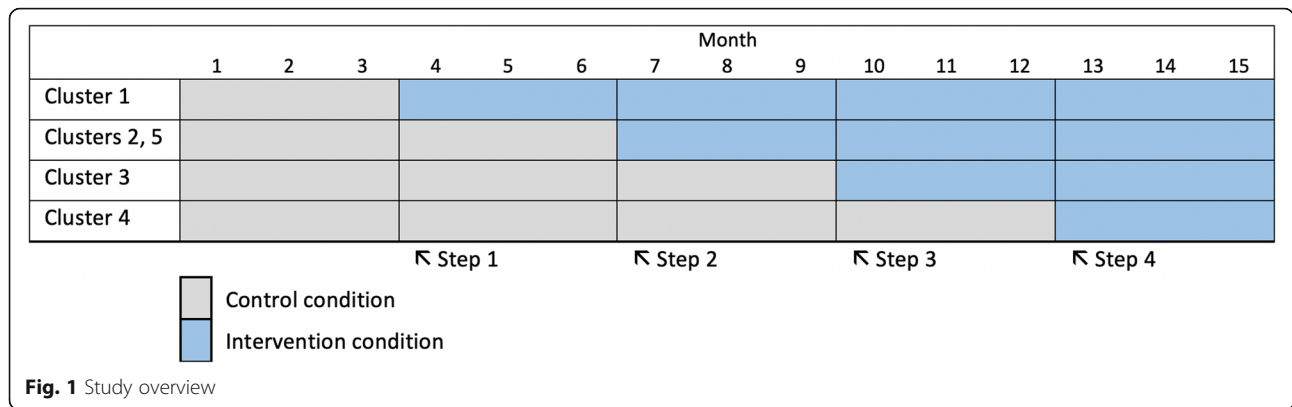 Month
1 2 3 4 5 6 7 8 9 10 11 12 13 14 15
Cluster 1
Clusters 2, 5
Cluster 3
Cluster 4
↖ Step 1 ↖ Step 2 ↖ Step 3 ↖ Step 4
Control condition
Intervention condition
Fig. 1 Study overview